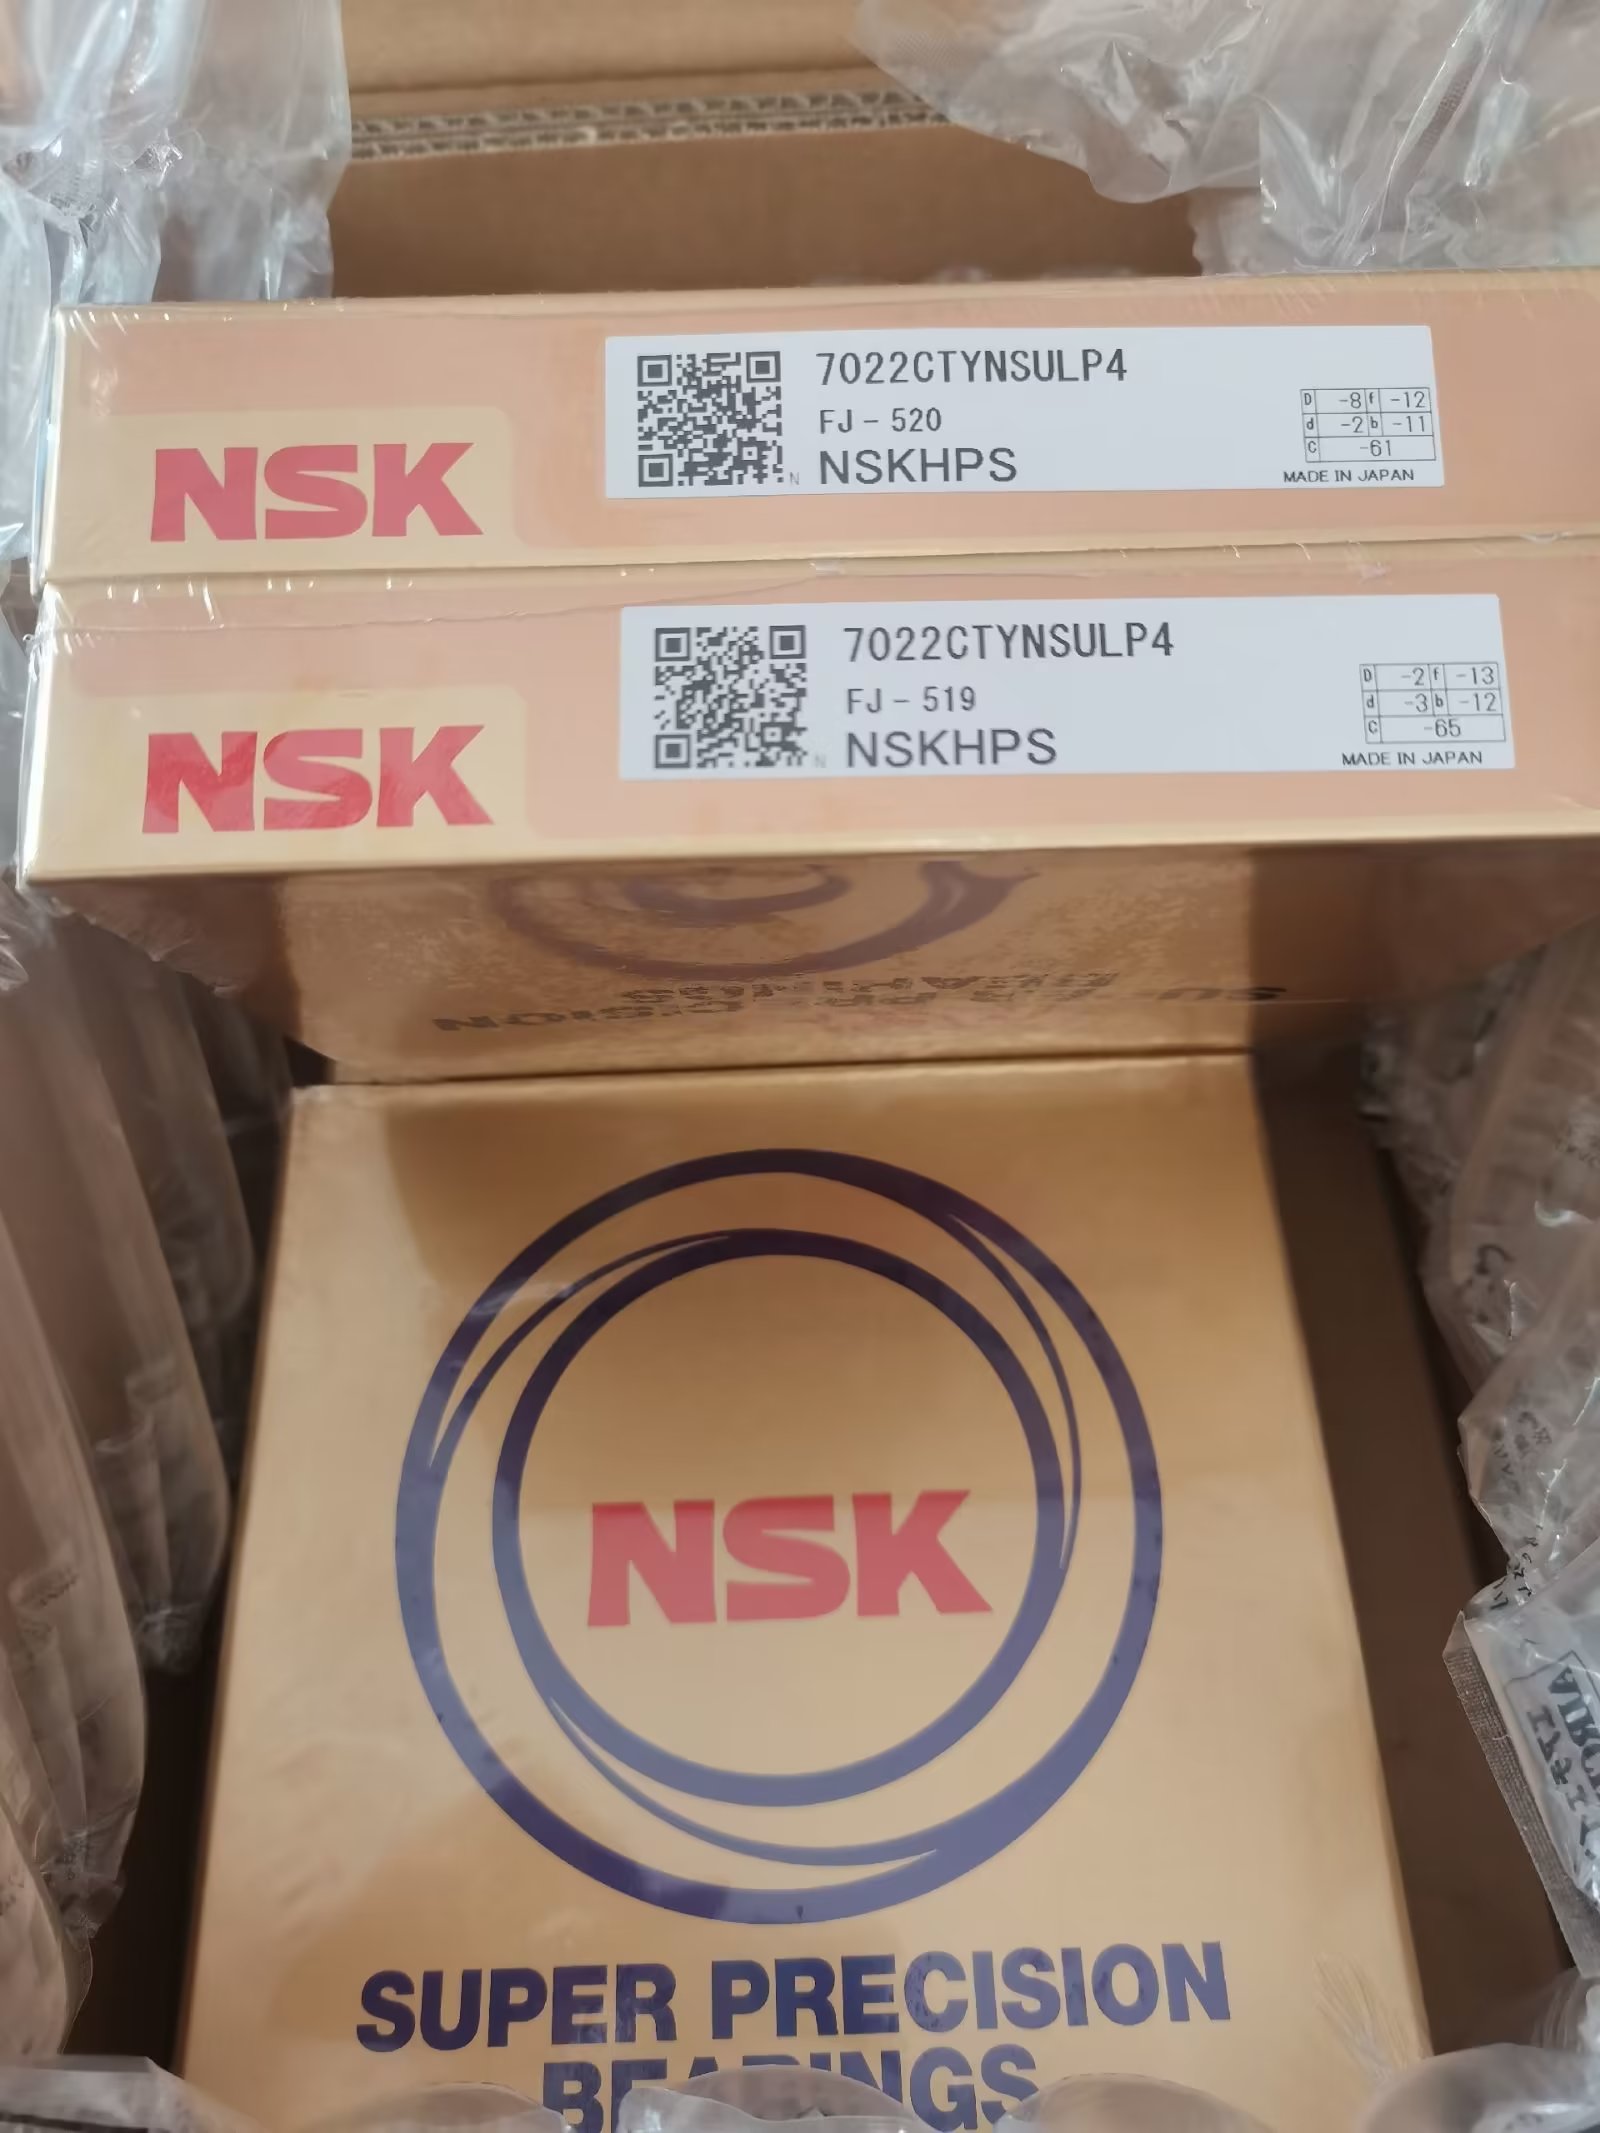 NSK
7022CTYNSULP4
FJ - 520
NSKHPS
N
D -8 f -12
d -2 b -11
C -61
MADE IN JAPAN
NSK
7022CTYNSULP4
FJ - 519
NSKHPS
N
D -2 f -13
d -3 b -12
C -65
MADE IN JAPAN
NSK
SUPER PRECISION
BEARINGS